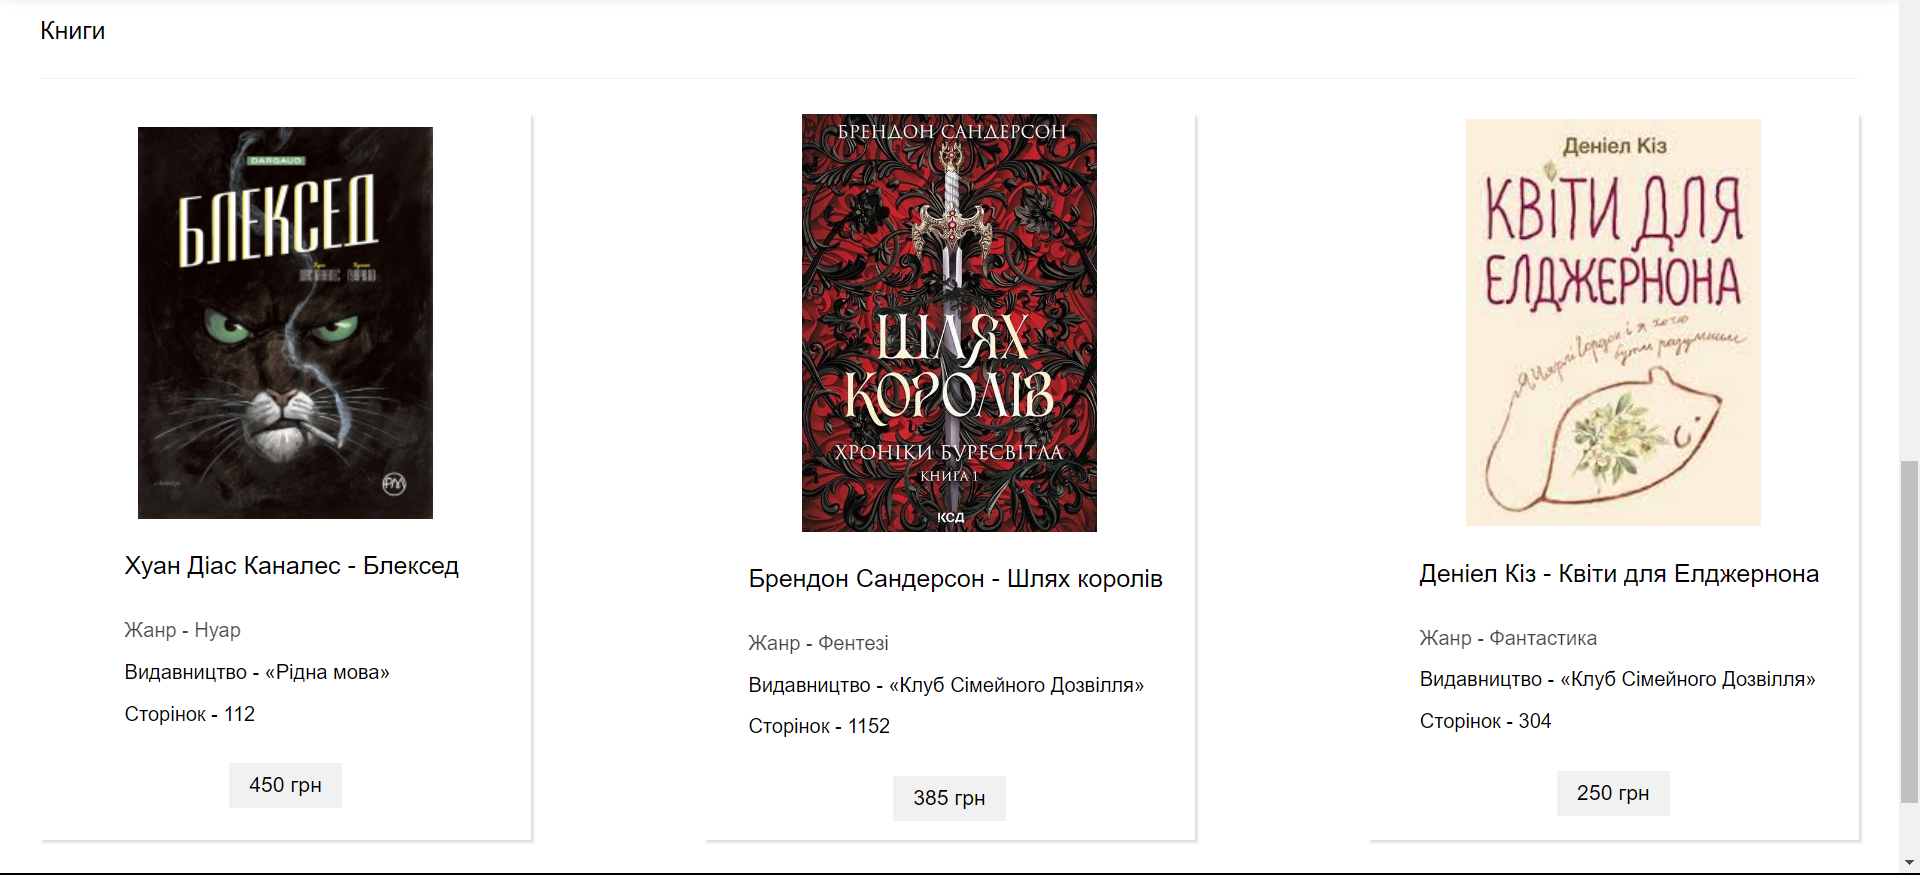 Книги
DARGAUD
БЛЕКСЕД
Хуан Діас Каналес - Блексед
Жанр - Нуар
Видавництво - «Рідна мова»
Сторінок - 112
450 грн
БРЕНДОН САНДЕРСОН
ШЛЯХ
КОРОЛІВ
ХРОНІКИ БУРЕСВІТЛА
КНИГА 1
КСД
Брендон Сандерсон - Шлях королів
Жанр - Фентезі
Видавництво - «Клуб Сімейного Дозвілля»
Сторінок - 1152
385 грн
Деніел Кіз
КВІТИ ДЛЯ
ЕЛДЖЕРНОНА
Я Чарлі Гордон і я хочу
бути разумним
Деніел Кіз - Квіти для Елджернона
Жанр - Фантастика
Видавництво - «Клуб Сімейного Дозвілля»
Сторінок - 304
250 грн